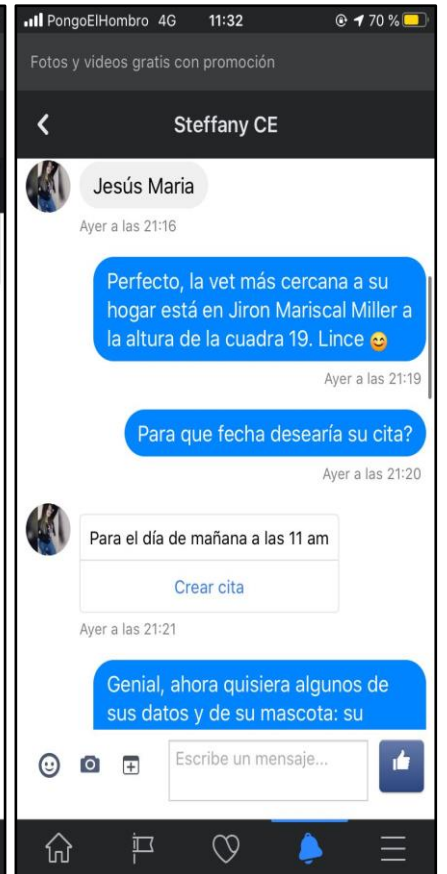 PongoElHombro 4G 11:32 70 %
Fotos y videos gratis con promoción
Steffany CE
Jesús Maria
Ayer a las 21:16
Perfecto, la vet más cercana a su
hogar está en Jiron Mariscal Miller a
la altura de la cuadra 19. Lince
Ayer a las 21:19
Para que fecha desearía su cita?
Ayer a las 21:20
Para el día de mañana a las 11 am
Crear cita
Ayer a las 21:21
Genial, ahora quisiera algunos de
sus datos y de su mascota: su
Escribe un mensaje...